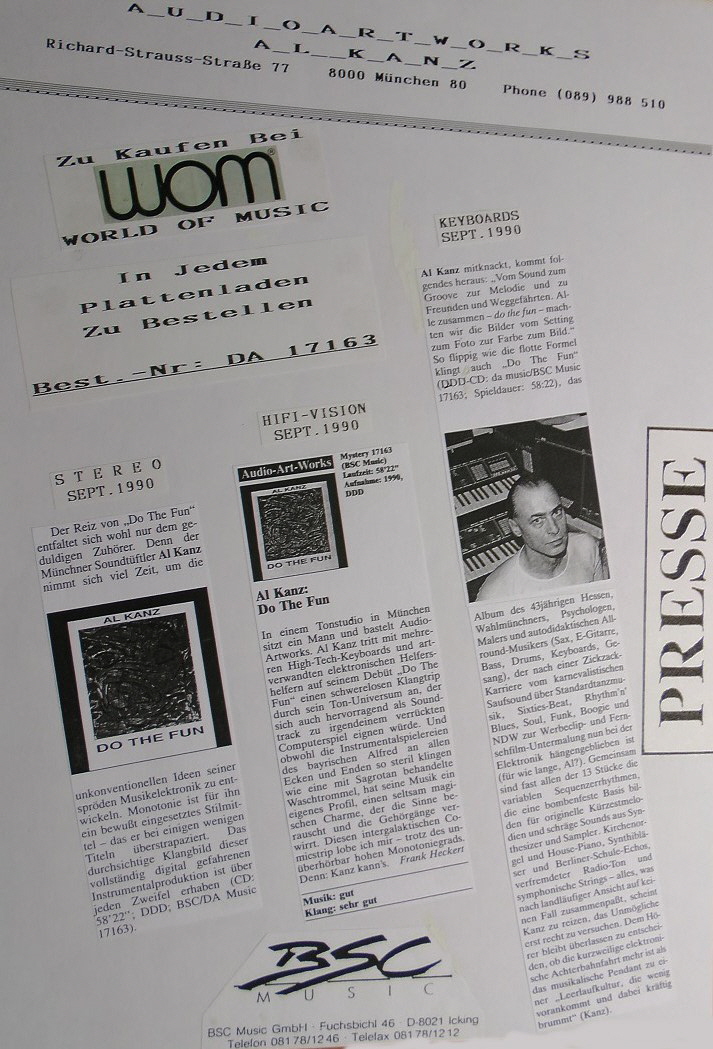 A_U_D_I_O_A_R_T_W_O_R_K_S
A_L__K_A_N_Z
Richard-Strauss-Straße 77 8000 München 80 Phone (089) 988 510
Zu Kaufen Bei
wom®
WORLD OF MUSIC
In Jedem
Plattenladen
Zu Bestellen
Best.-Nr: DA 17163
STEREO
SEPT.1990
Der Reiz von „Do The Fun“
entfaltet sich wohl nur dem ge-
duldigen Zuhörer. Denn der
Münchner Soundtüftler Al Kanz
nimmt sich viel Zeit, um die
AL KANZ
DO THE FUN
unkonventionellen Ideen seiner
spröden Musikelektronik zu ent-
wickeln. Monotonie ist für ihn
ein bewußt eingesetztes Stilmit-
tel – das er bei einigen wenigen
Titeln überstrapaziert. Das
durchsichtige Klangbild dieser
vollständig digital gefahrenen
Instrumentalproduktion ist über
jeden Zweifel erhaben (CD:
58'22"; DDD; BSC/DA Music
17163).
HIFI-VISION
SEPT.1990
Audio-Art-Works
AL KANZ
DO THE FUN
Mystery 17163
(BSC Music)
Laufzeit: 58'22"
Aufnahme: 1990,
DDD
Al Kanz:
Do The Fun
In einem Tonstudio in München
sitzt ein Mann und bastelt Audio-
Artworks. Al Kanz tritt mit mehre-
ren High-Tech-Keyboards und art-
verwandten elektronischen Helfers-
helfern auf seinem Debüt „Do The
Fun“ einen schwerelosen Klangtrip
durch sein Ton-Universum an, der
sich auch hervorragend als Sound-
track zu irgendeinem verrückten
Computerspiel eignen würde. Und
obwohl die Instrumentalspielereien
des bayrischen Alfred an allen
Ecken und Enden so steril klingen
wie eine mit Sagrotan behandelte
Waschtrommel, hat seine Musik ein
eigenes Profil, einen seltsam magi-
schen Charme, der die Sinne be-
rauscht und die Gehörgänge ver-
wirrt. Diesen intergalaktischen Co-
miestrip lobe ich mir – trotz des un-
überhörbar hohen Monotoniegrads.
Denn: Kanz kann's. Frank Heckert
Musik: gut
Klang: sehr gut
KEYBOARDS
SEPT.1990
Al Kanz mitknackt, kommt fol-
gendes heraus: „Vom Sound zum
Groove zur Melodie und zu
Freunden und Weggefährten. Al-
le zusammen – do the fun – mach-
ten wir die Bilder vom Setting
zum Foto zur Farbe zum Bild.“
So flippig wie die flotte Formel
klingt auch „Do The Fun“
(DDD-CD: da music/BSC Music
17163; Spieldauer: 58:22), das
Album des 43jährigen Hessen,
Wahlmünchners, Psychologen,
Malers und autodidaktischen All-
round-Musikers (Sax, E-Gitarre,
Bass, Drums, Keyboards, Ge-
sang), der nach einer Zickzack-
Karriere vom karnevalistischen
Saufsound über Standardtanzmu-
sik, Sixties-Beat, Rhythm'n'
Blues, Soul, Funk, Boogie und
NDW zur Werbeclip- und Fern-
sehfilm-Untermalung nun bei der
Elektronik hängengeblieben ist
(für wie lange, Al?). Gemeinsam
sind fast allen der 13 Stücke die
variablen Sequenzerrhythmen,
die eine bombenfeste Basis bil-
den für originelle Kürzestmelo-
dien und schräge Sounds aus Syn-
thesizer und Sampler. Kirchenor-
gel und House-Piano, Synthiblä-
ser und Berliner-Schule-Echos,
verfremdeter Radio-Ton und
symphonische Strings – alles, was
nach landläufiger Ansicht auf kei-
nen Fall zusammenpaßt, scheint
Kanz zu reizen, das Unmögliche
erst recht zu versuchen. Dem Hö-
rer bleibt überlassen zu entschei-
den, ob die kurzweilige elektroni-
sche Achterbahnfahrt mehr ist als
das musikalische Pendant zu ei-
ner „Leerlaufkultur, die wenig
vorankommt und dabei kräftig
brummt“ (Kanz).
PRESSE
BSC
MUSIC
BSC Music GmbH · Fuchsbichl 46 · D-8021 Icking
Telefon 08178/1246 · Telefax 08178/1212